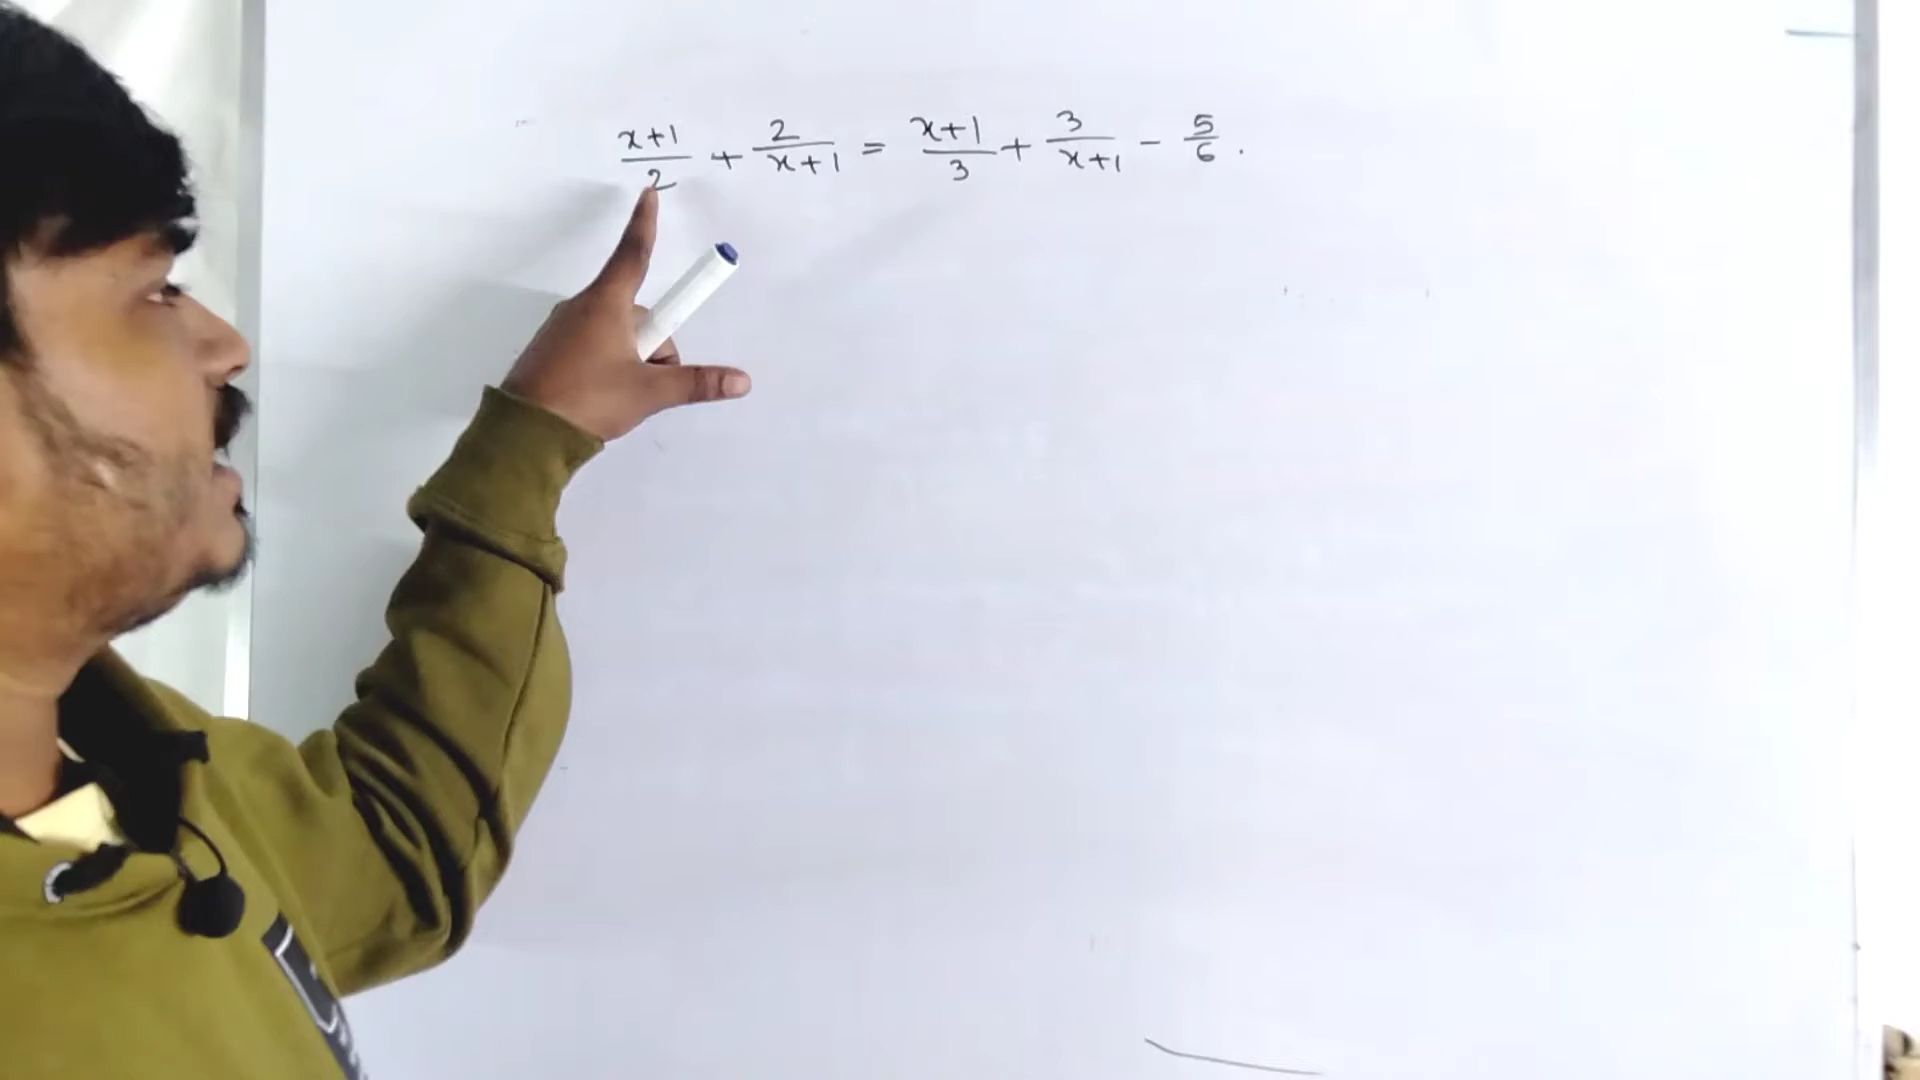 x+1/2 + 2/x+1 = x+1/3 + 3/x+1 - 5/6.